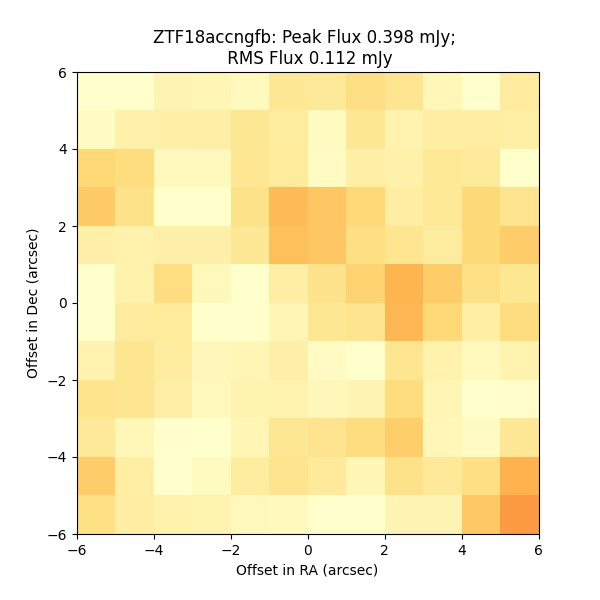 ZTF18accngfb: Peak Flux 0.398 mJy;
RMS Flux 0.112 mJy
6
4
2
0
−2
−4
−6
Offset in Dec (arcsec)
−6 −4 −2 0 2 4 6
Offset in RA (arcsec)